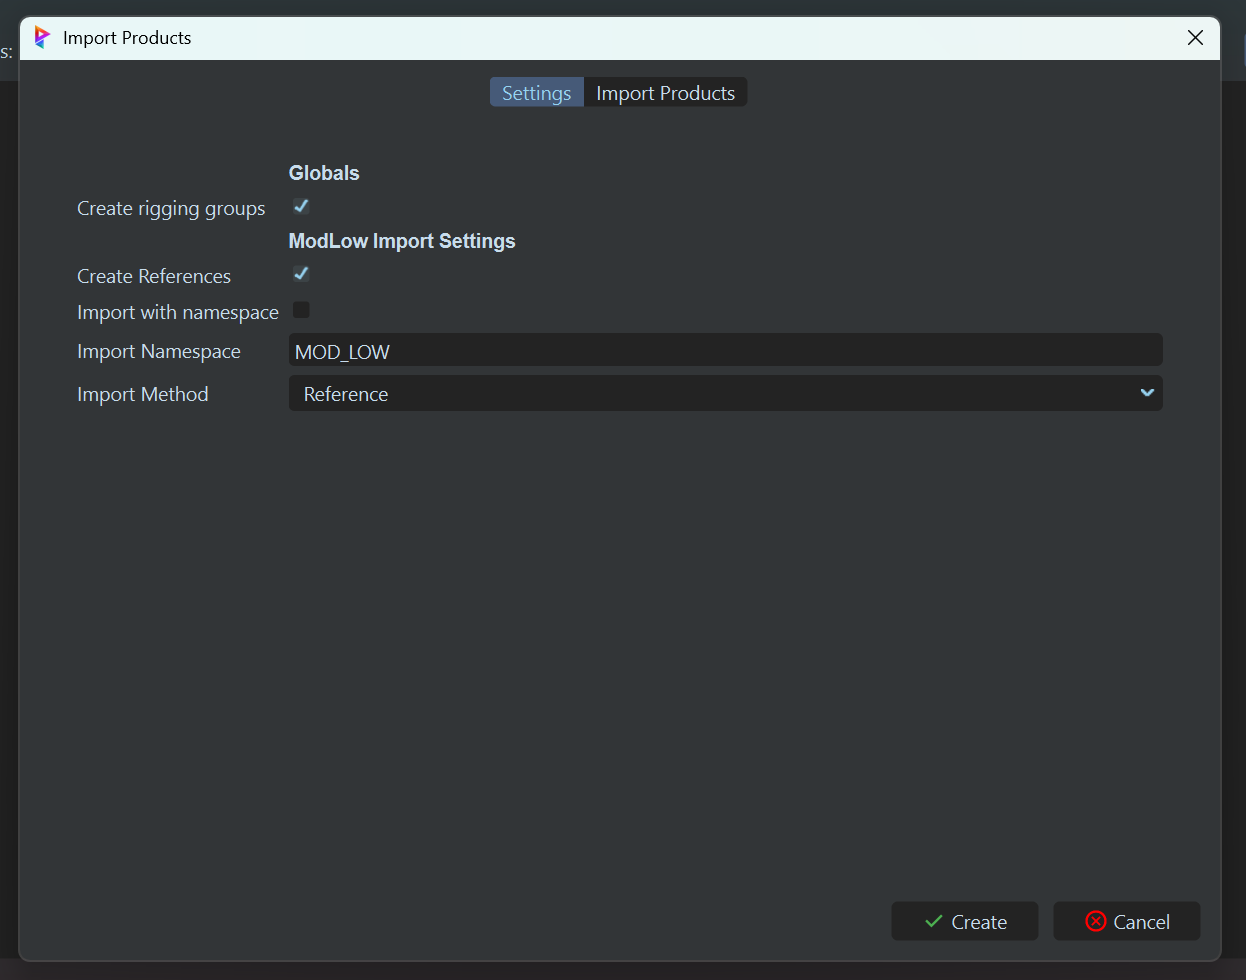 Import Products
s:
Settings Import Products
Globals
Create rigging groups
ModLow Import Settings
Create References
Import with namespace
Import Namespace MOD_LOW
Import Method Reference
Create Cancel